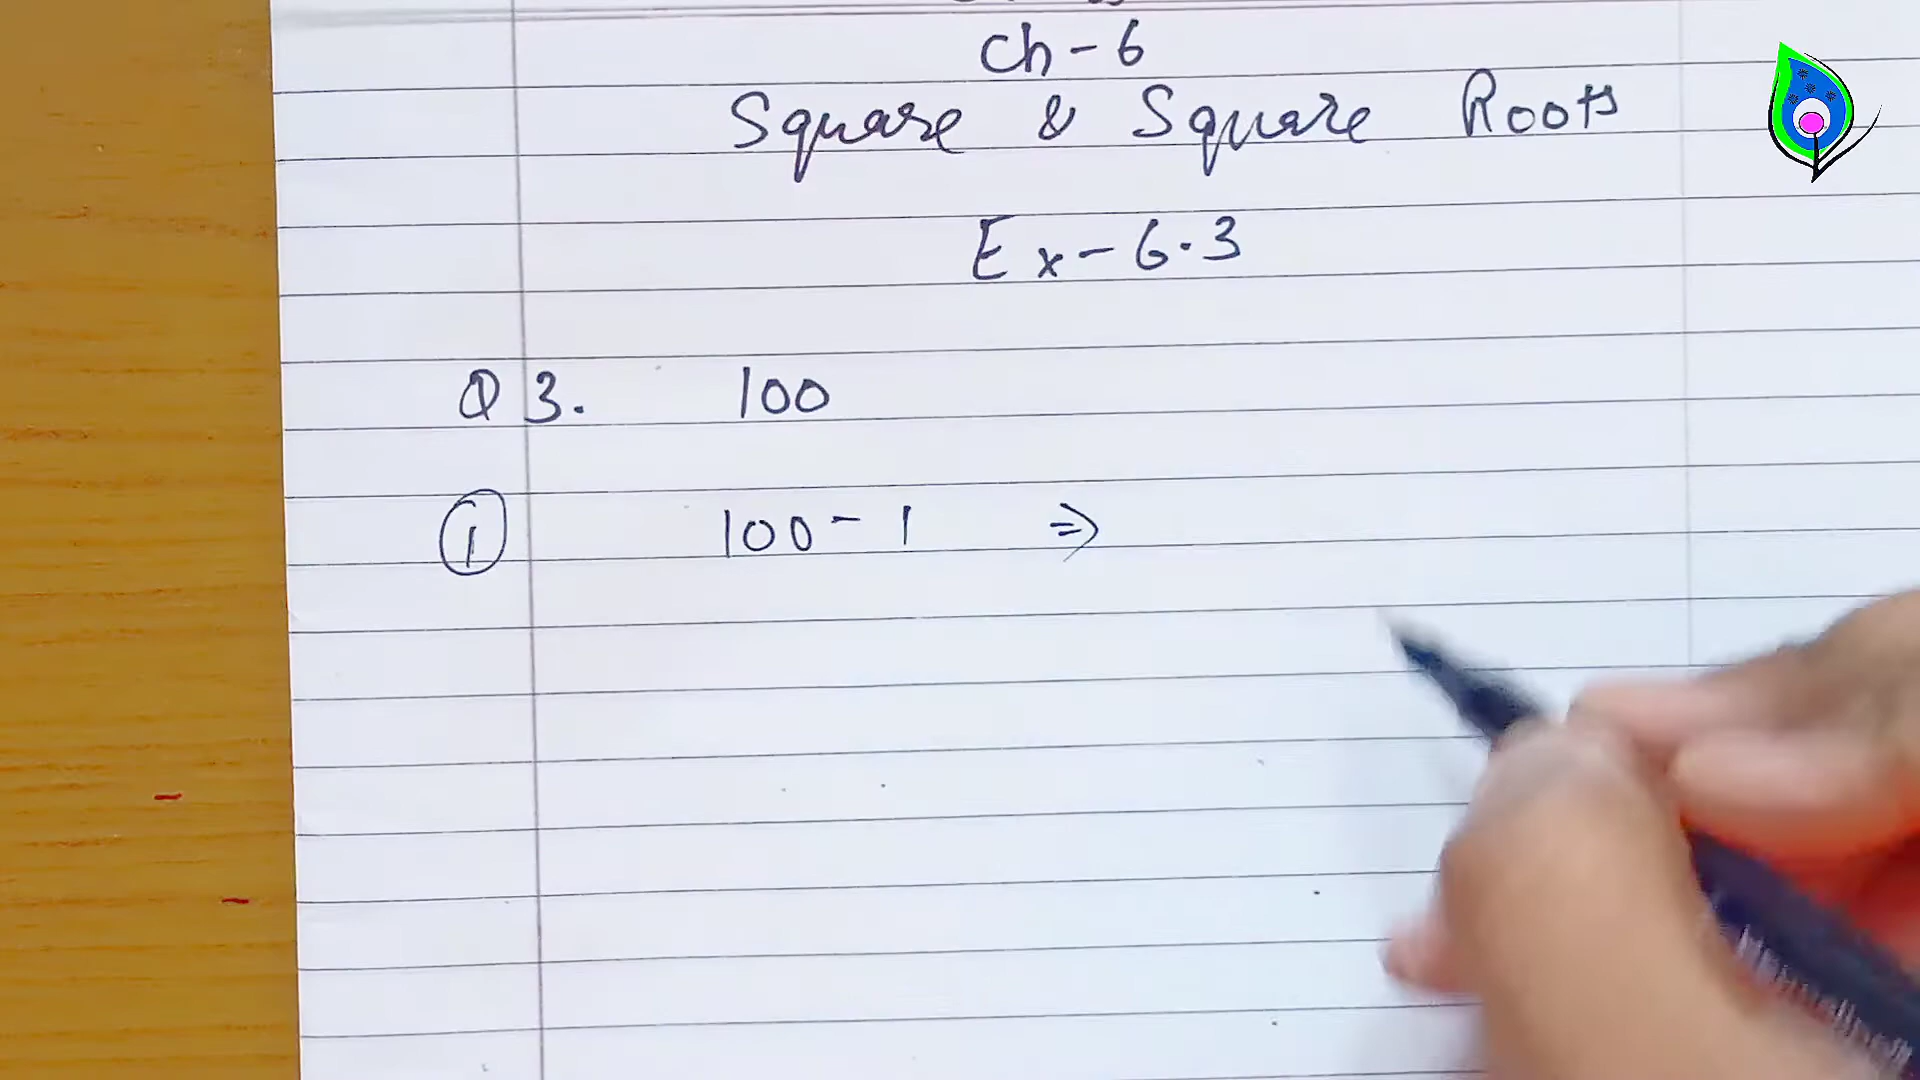 Ch - 6
Square & Square Roots
Ex - 6.3
Q 3. 100
1 100 - 1 ⇒